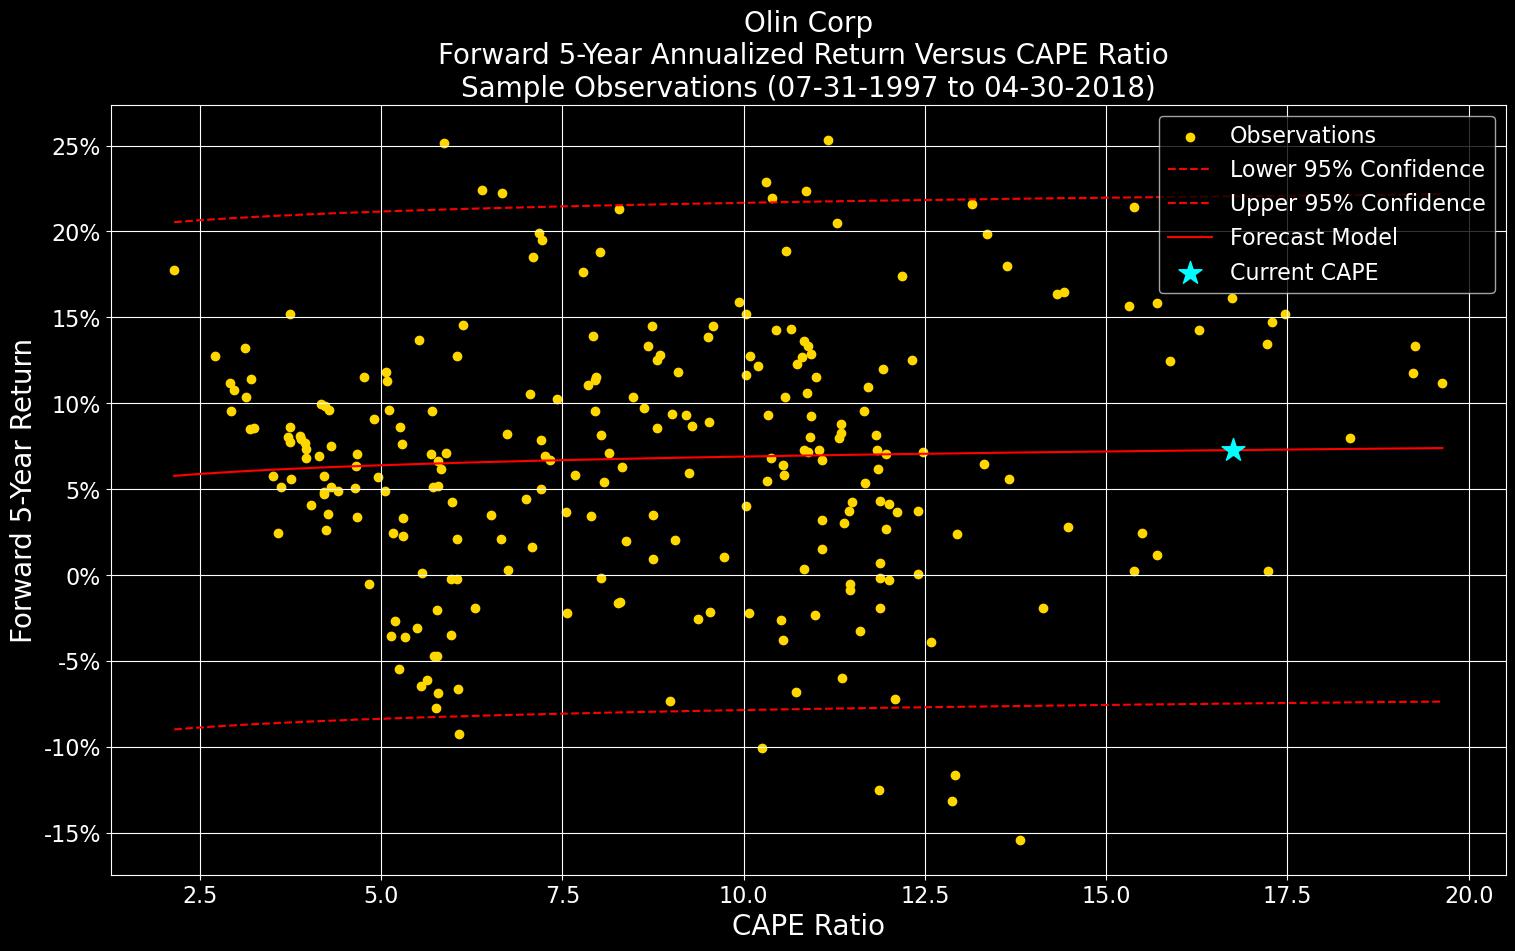 Olin Corp
Forward 5-Year Annualized Return Versus CAPE Ratio
Sample Observations (07-31-1997 to 04-30-2018)
Observations
Lower 95% Confidence
Upper 95% Confidence
Forecast Model
Current CAPE
Forward 5-Year Return
25%
20%
15%
10%
5%
0%
-5%
-10%
-15%
2.5 5.0 7.5 10.0 12.5 15.0 17.5 20.0
CAPE Ratio